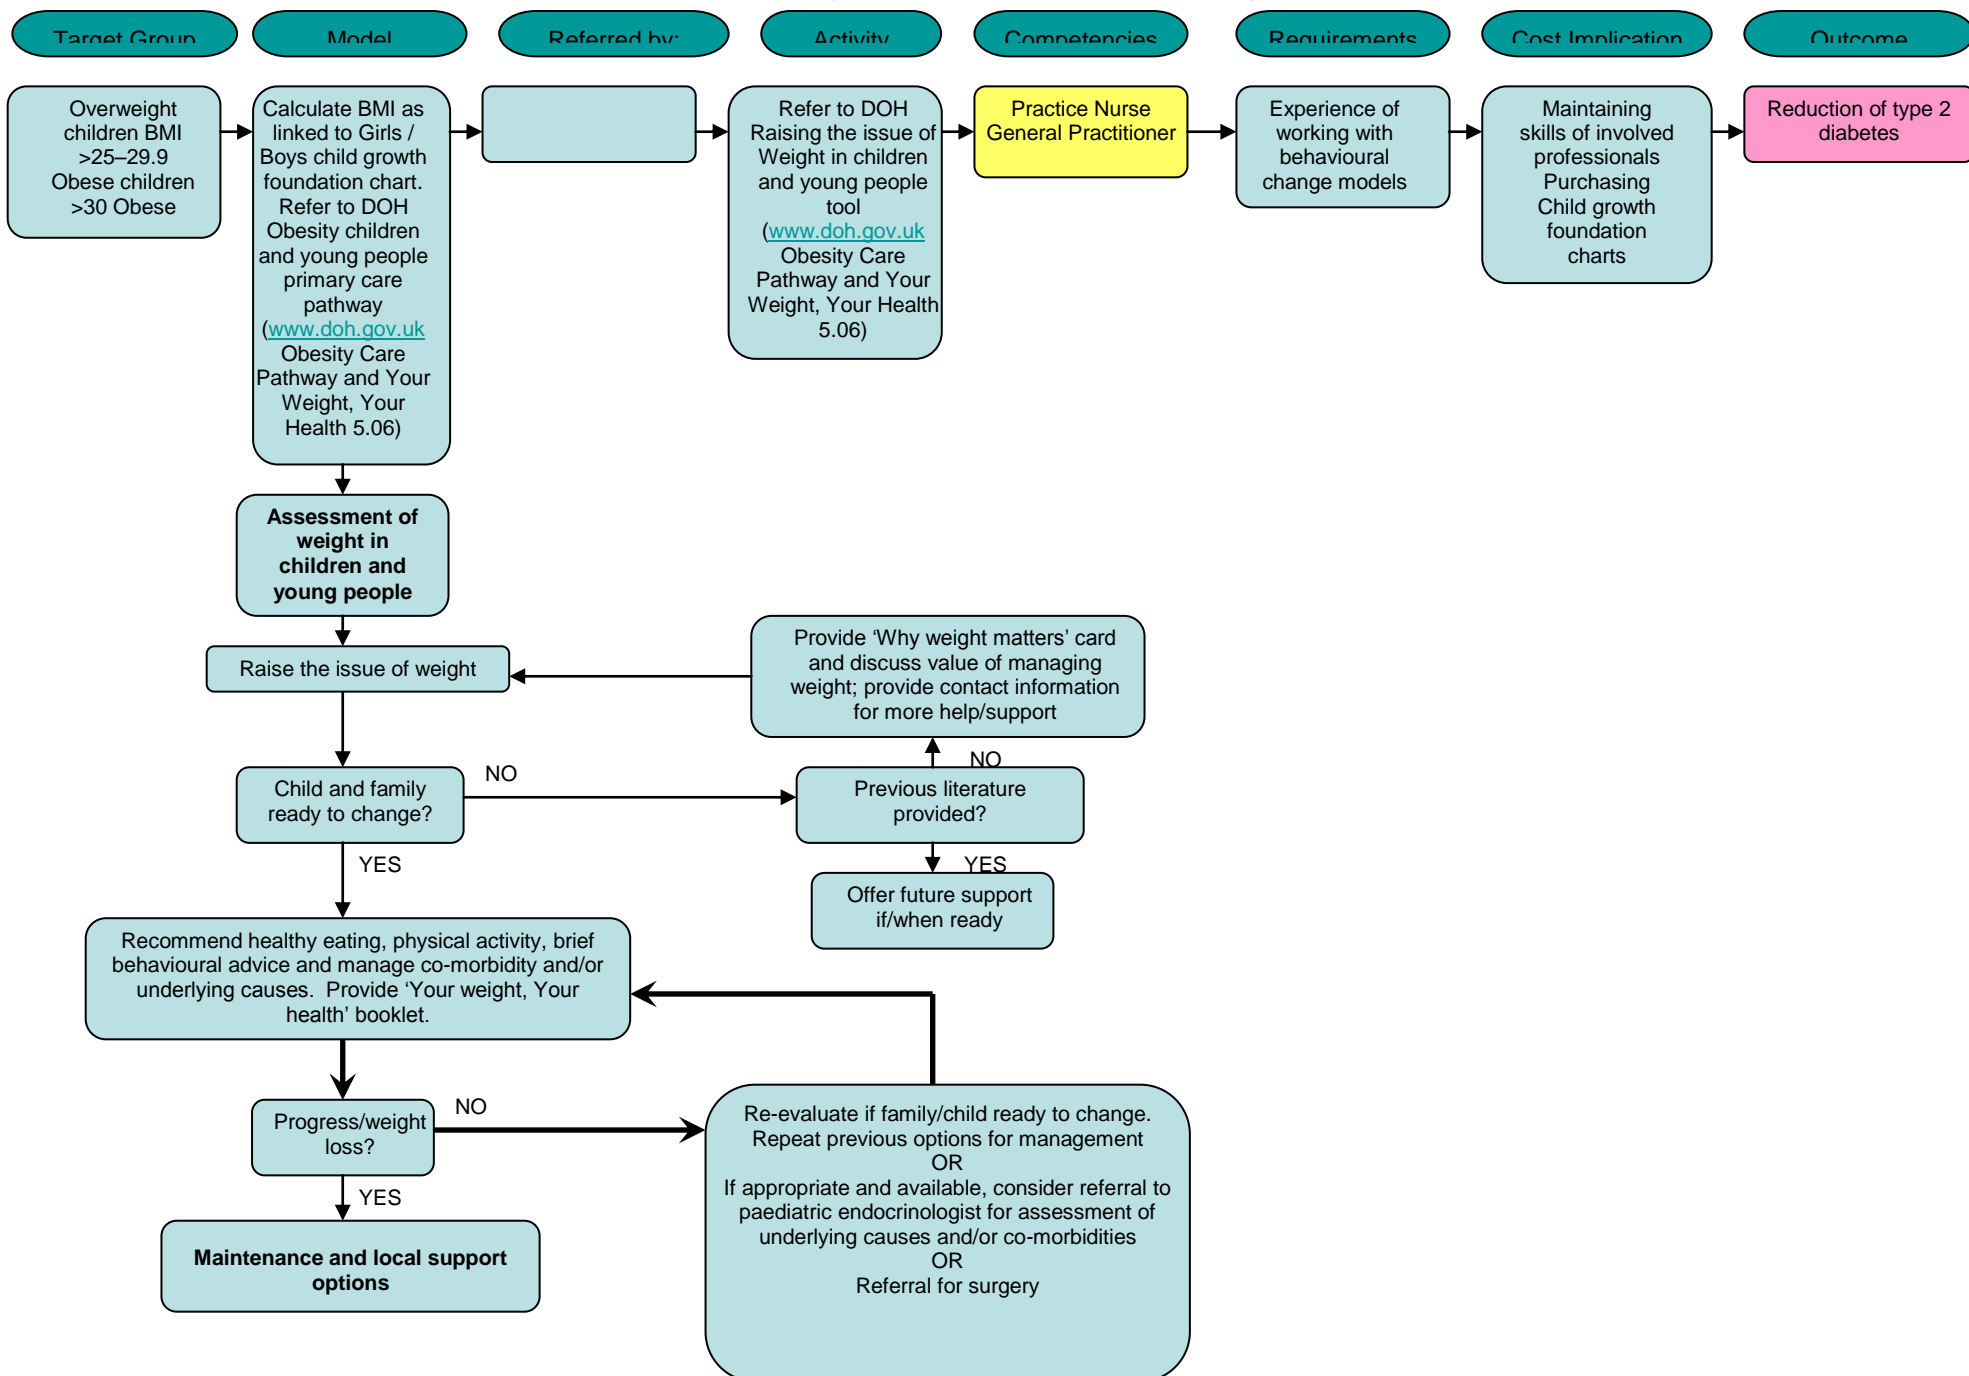 Target Group
Model
Referred by:
Activity
Competencies
Requirements
Cost Implication
Outcome
Overweight
children BMI
>25–29.9
Obese children
>30 Obese
Calculate BMI as
linked to Girls /
Boys child growth
foundation chart.
Refer to DOH
Obesity children
and young people
primary care
pathway
(www.doh.gov.uk
Obesity Care
Pathway and Your
Weight, Your
Health 5.06)
Refer to DOH
Raising the issue of
Weight in children
and young people
tool
(www.doh.gov.uk
Obesity Care
Pathway and Your
Weight, Your Health
5.06)
Practice Nurse
General Practitioner
Experience of
working with
behavioural
change models
Maintaining
skills of involved
professionals
Purchasing
Child growth
foundation
charts
Reduction of type 2
diabetes
Assessment of
weight in
children and
young people
Raise the issue of weight
Provide ‘Why weight matters’ card
and discuss value of managing
weight; provide contact information
for more help/support
NO
NO
Child and family
ready to change?
Previous literature
provided?
YES
YES
Offer future support
if/when ready
Recommend healthy eating, physical activity, brief
behavioural advice and manage co-morbidity and/or
underlying causes.  Provide ‘Your weight, Your
health’ booklet.
Progress/weight
loss?
NO
YES
Re-evaluate if family/child ready to change.
Repeat previous options for management
OR
If appropriate and available, consider referral to
paediatric endocrinologist for assessment of
underlying causes and/or co-morbidities
OR
Referral for surgery
Maintenance and local support
options